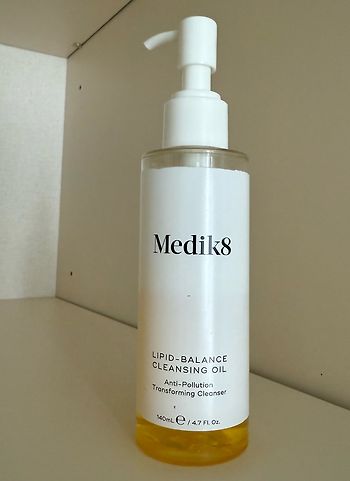 Medik8
LIPID-BALANCE
CLEANSING OIL
Anti-Pollution
Transforming Cleanser
140mL ℮ / 4.7 Fl. Oz.